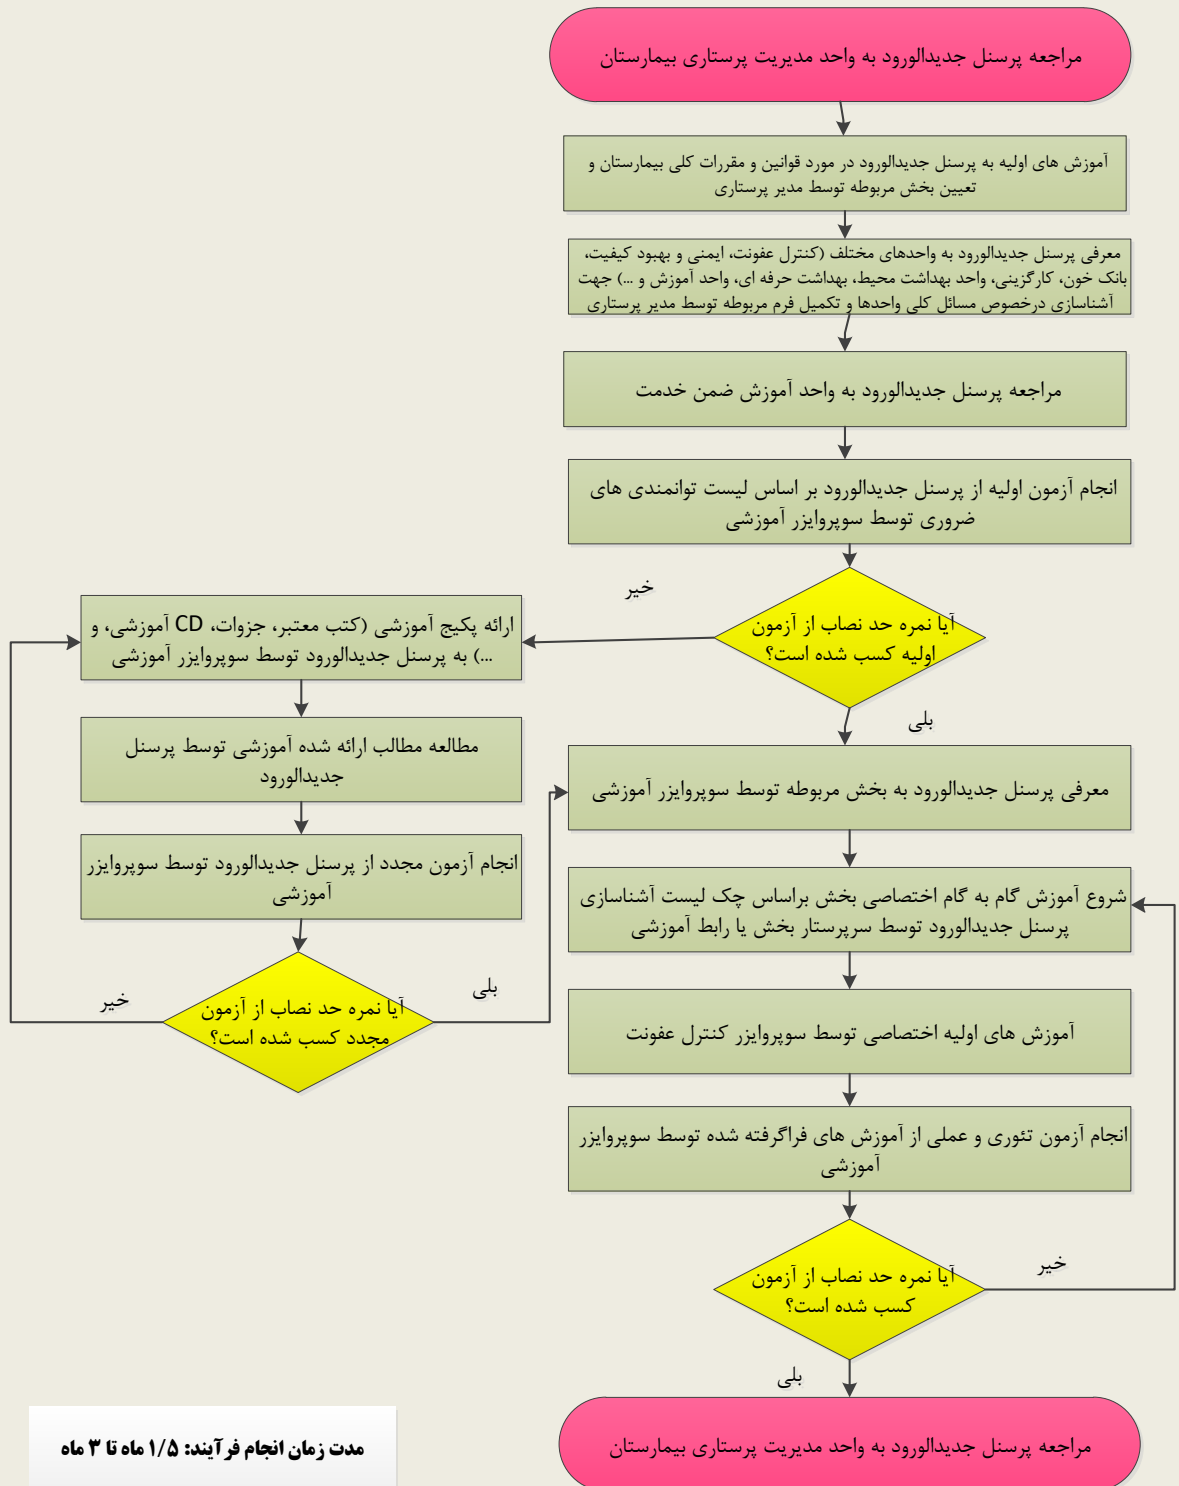 مراجعه پرسنل جدیدالورود به واحد مدیریت پرستاری بیمارستان
آموزش های اولیه به پرسنل جدیدالورود در مورد قوانین و مقررات کلی بیمارستان و
تعیین بخش مربوطه توسط مدیر پرستاری
معرفی پرسنل جدیدالورود به واحدهای مختلف (کنترل عفونت، ایمنی و بهبود کیفیت،
بانک خون، کارگزینی، واحد بهداشت محیط، بهداشت حرفه ای، واحد آموزش و ...) جهت
آشناسازی درخصوص مسائل کلی واحدها و تکمیل فرم مربوطه توسط مدیر پرستاری
مراجعه پرسنل جدیدالورود به واحد آموزش ضمن خدمت
انجام آزمون اولیه از پرسنل جدیدالورود بر اساس لیست توانمندی های
ضروری توسط سوپروایزر آموزشی
آیا نمره حد نصاب از آزمون
اولیه کسب شده است؟
خیر
بلی
ارائه پکیج آموزشی (کتب معتبر، جزوات، CD آموزشی، و
...) به پرسنل جدیدالورود توسط سوپروایزر آموزشی
مطالعه مطالب ارائه شده آموزشی توسط پرسنل
جدیدالورود
انجام آزمون مجدد از پرسنل جدیدالورود توسط سوپروایزر
آموزشی
آیا نمره حد نصاب از آزمون
مجدد کسب شده است؟
بلی
خیر
معرفی پرسنل جدیدالورود به بخش مربوطه توسط سوپروایزر آموزشی
شروع آموزش گام به گام اختصاصی بخش براساس چک لیست آشناسازی
پرسنل جدیدالورود توسط سرپرستار بخش یا رابط آموزشی
آموزش های اولیه اختصاصی توسط سوپروایزر کنترل عفونت
انجام آزمون تئوری و عملی از آموزش های فراگرفته شده توسط سوپروایزر
آموزشی
آیا نمره حد نصاب از آزمون
کسب شده است؟
خیر
بلی
مراجعه پرسنل جدیدالورود به واحد مدیریت پرستاری بیمارستان
مدت زمان انجام فرآیند: ۱/۵ ماه تا ۳ ماه